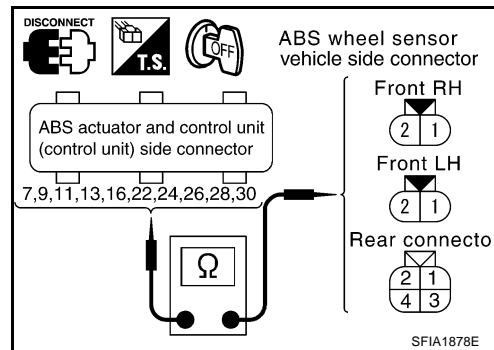 DISCONNECT
T.S.
OFF
ABS wheel sensor
vehicle side connector
Front RH
2 1
ABS actuator and control unit
(control unit) side connector
Front LH
2 1
7,9,11,13,16,22,24,26,28,30
Rear connecto
2 1
4 3
Ω
SFIA1878E